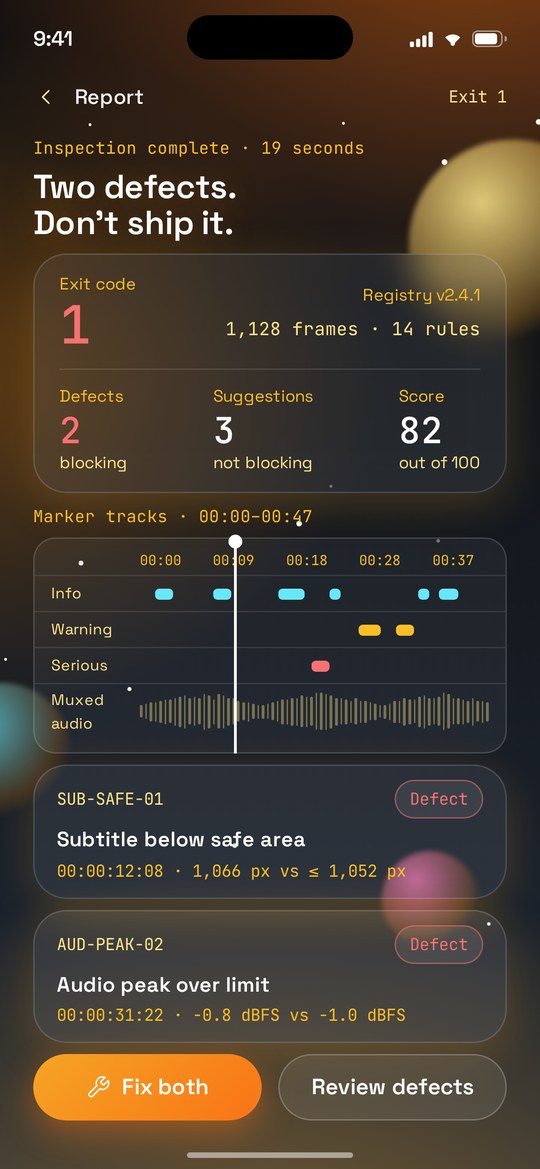 9:41
Report
Exit 1
Inspection complete · 19 seconds
Two defects.
Don't ship it.
Exit code
1
Registry v2.4.1
1,128 frames · 14 rules
Defects
2
blocking
Suggestions
3
not blocking
Score
82
out of 100
Marker tracks · 00:00–00:47
00:00 00:09 00:18 00:28 00:37
Info
Warning
Serious
Muxed
audio
SUB-SAFE-01
Defect
Subtitle below safe area
00:00:12:08 · 1,066 px vs ≤ 1,052 px
AUD-PEAK-02
Defect
Audio peak over limit
00:00:31:22 · -0.8 dBFS vs -1.0 dBFS
Fix both
Review defects